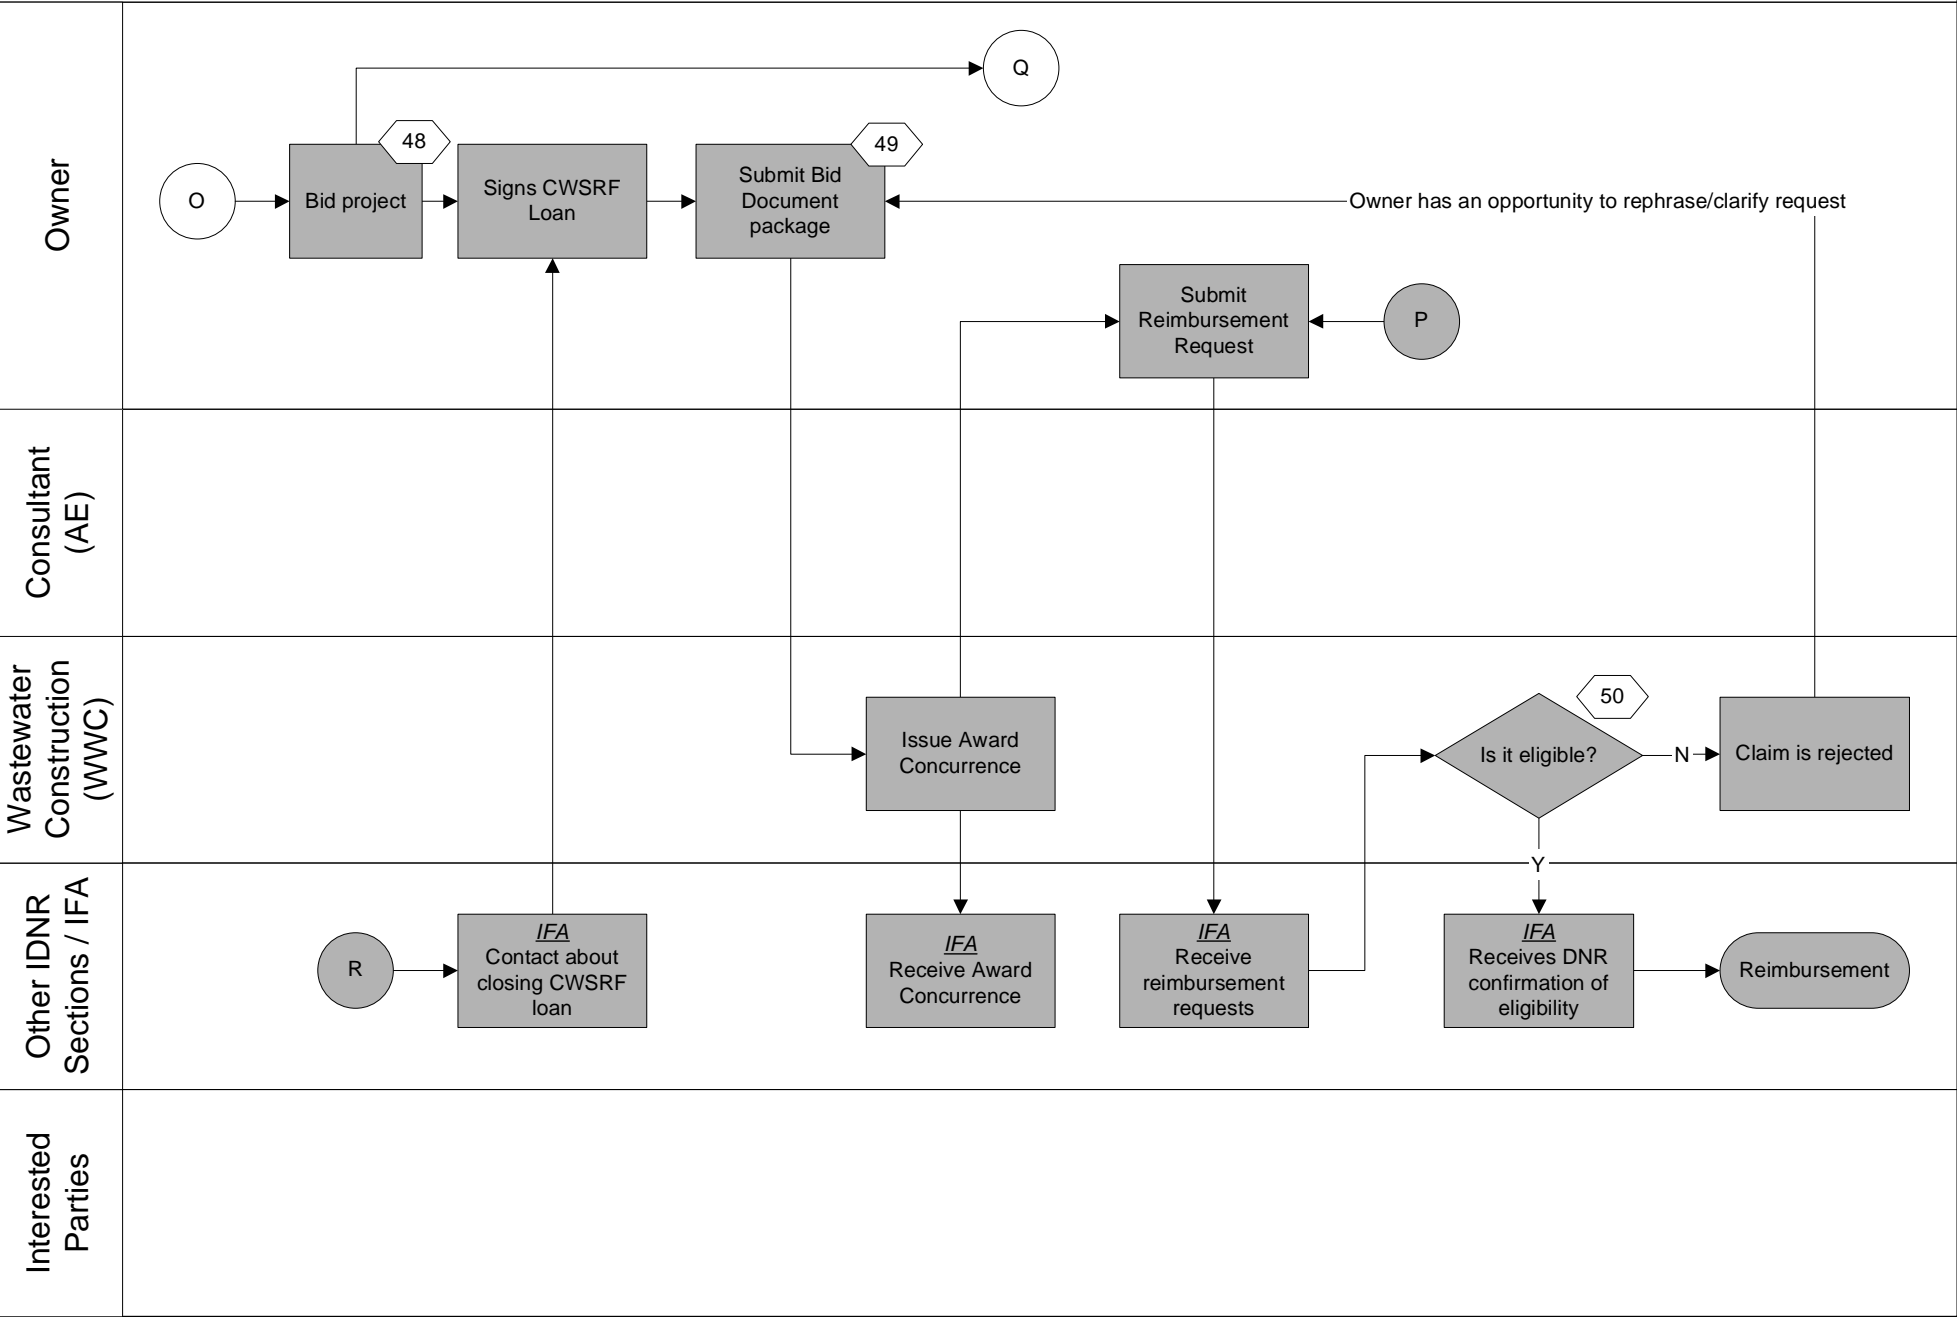 Owner
Q
48
49
O
Bid project
Signs CWSRF
Loan
Submit Bid
Document
package
Owner has an opportunity to rephrase/clarify request
Submit
Reimbursement
Request
P
Consultant
(AE)
Wastewater
Construction
(WWC)
Issue Award
Concurrence
50
Is it eligible?
N
Claim is rejected
Y
Other IDNR
Sections / IFA
R
IFA
Contact about
closing CWSRF
loan
IFA
Receive Award
Concurrence
IFA
Receive
reimbursement
requests
IFA
Receives DNR
confirmation of
eligibility
Reimbursement
Interested
Parties